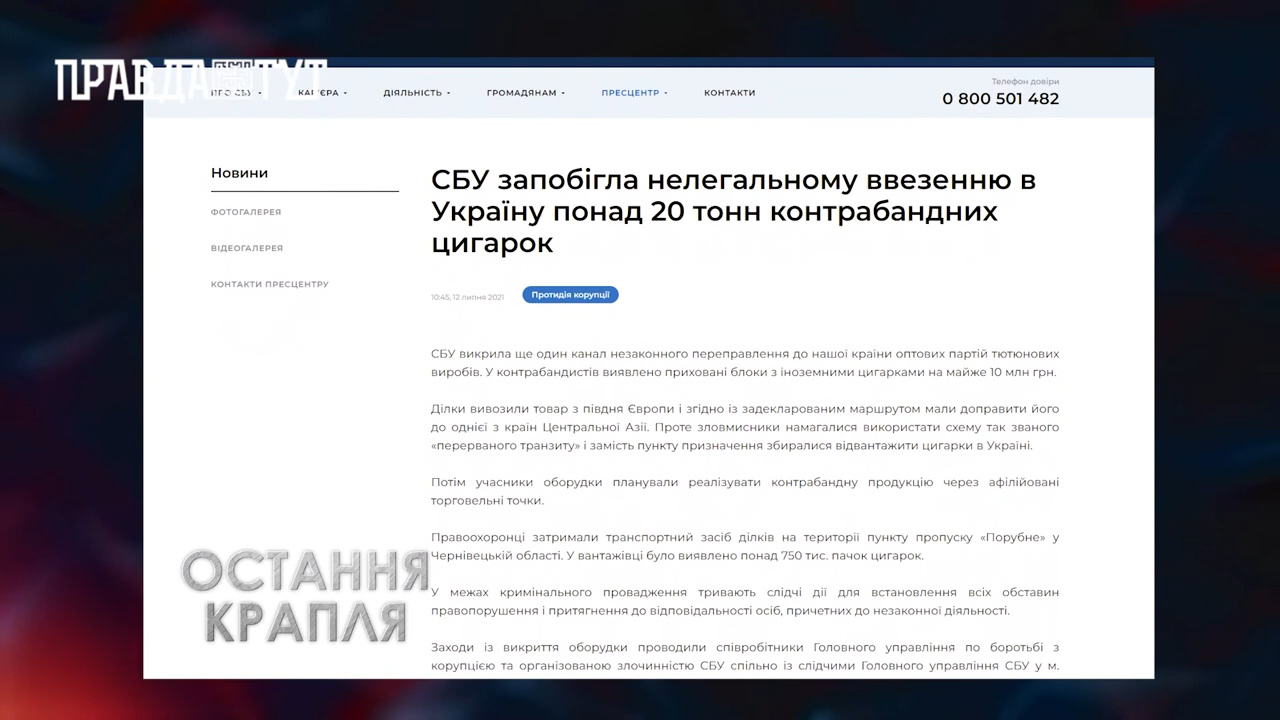 ПРАВДА ТУТ
ПРО СБУ КАР'ЄРА ДІЯЛЬНІСТЬ ГРОМАДЯНАМ ПРЕСЦЕНТР КОНТАКТИ
Телефон довіри
0 800 501 482
Новини
ФОТОГАЛЕРЕЯ
ВІДЕОГАЛЕРЕЯ
КОНТАКТИ ПРЕСЦЕНТРУ
СБУ запобігла нелегальному ввезенню в
Україну понад 20 тонн контрабандних
цигарок
10:45, 12 липня 2021 Протидія корупції
СБУ викрила ще один канал незаконного переправлення до нашої країни оптових партій тютюнових
виробів. У контрабандистів виявлено приховані блоки з іноземними цигарками на майже 10 млн грн.
Ділки вивозили товар з півдня Європи і згідно із задекларованим маршрутом мали доправити його
до однієї з країн Центральної Азії. Проте зловмисники намагалися використати схему так званого
«перерваного транзиту» і замість пункту призначення збиралися відвантажити цигарки в Україні.
Потім учасники оборудки планували реалізувати контрабандну продукцію через афілійовані
торговельні точки.
Правоохоронці затримали транспортний засіб ділків на території пункту пропуску «Порубне» у
Чернівецькій області. У вантажівці було виявлено понад 750 тис. пачок цигарок.
У межах кримінального провадження тривають слідчі дії для встановлення всіх обставин
правопорушення і притягнення до відповідальності осіб, причетних до незаконної діяльності.
Заходи із викриття оборудки проводили співробітники Головного управління по боротьбі з
корупцією та організованою злочинністю СБУ спільно із слідчими Головного управління СБУ у м.
ОСТАННЯ
КРАПЛЯ